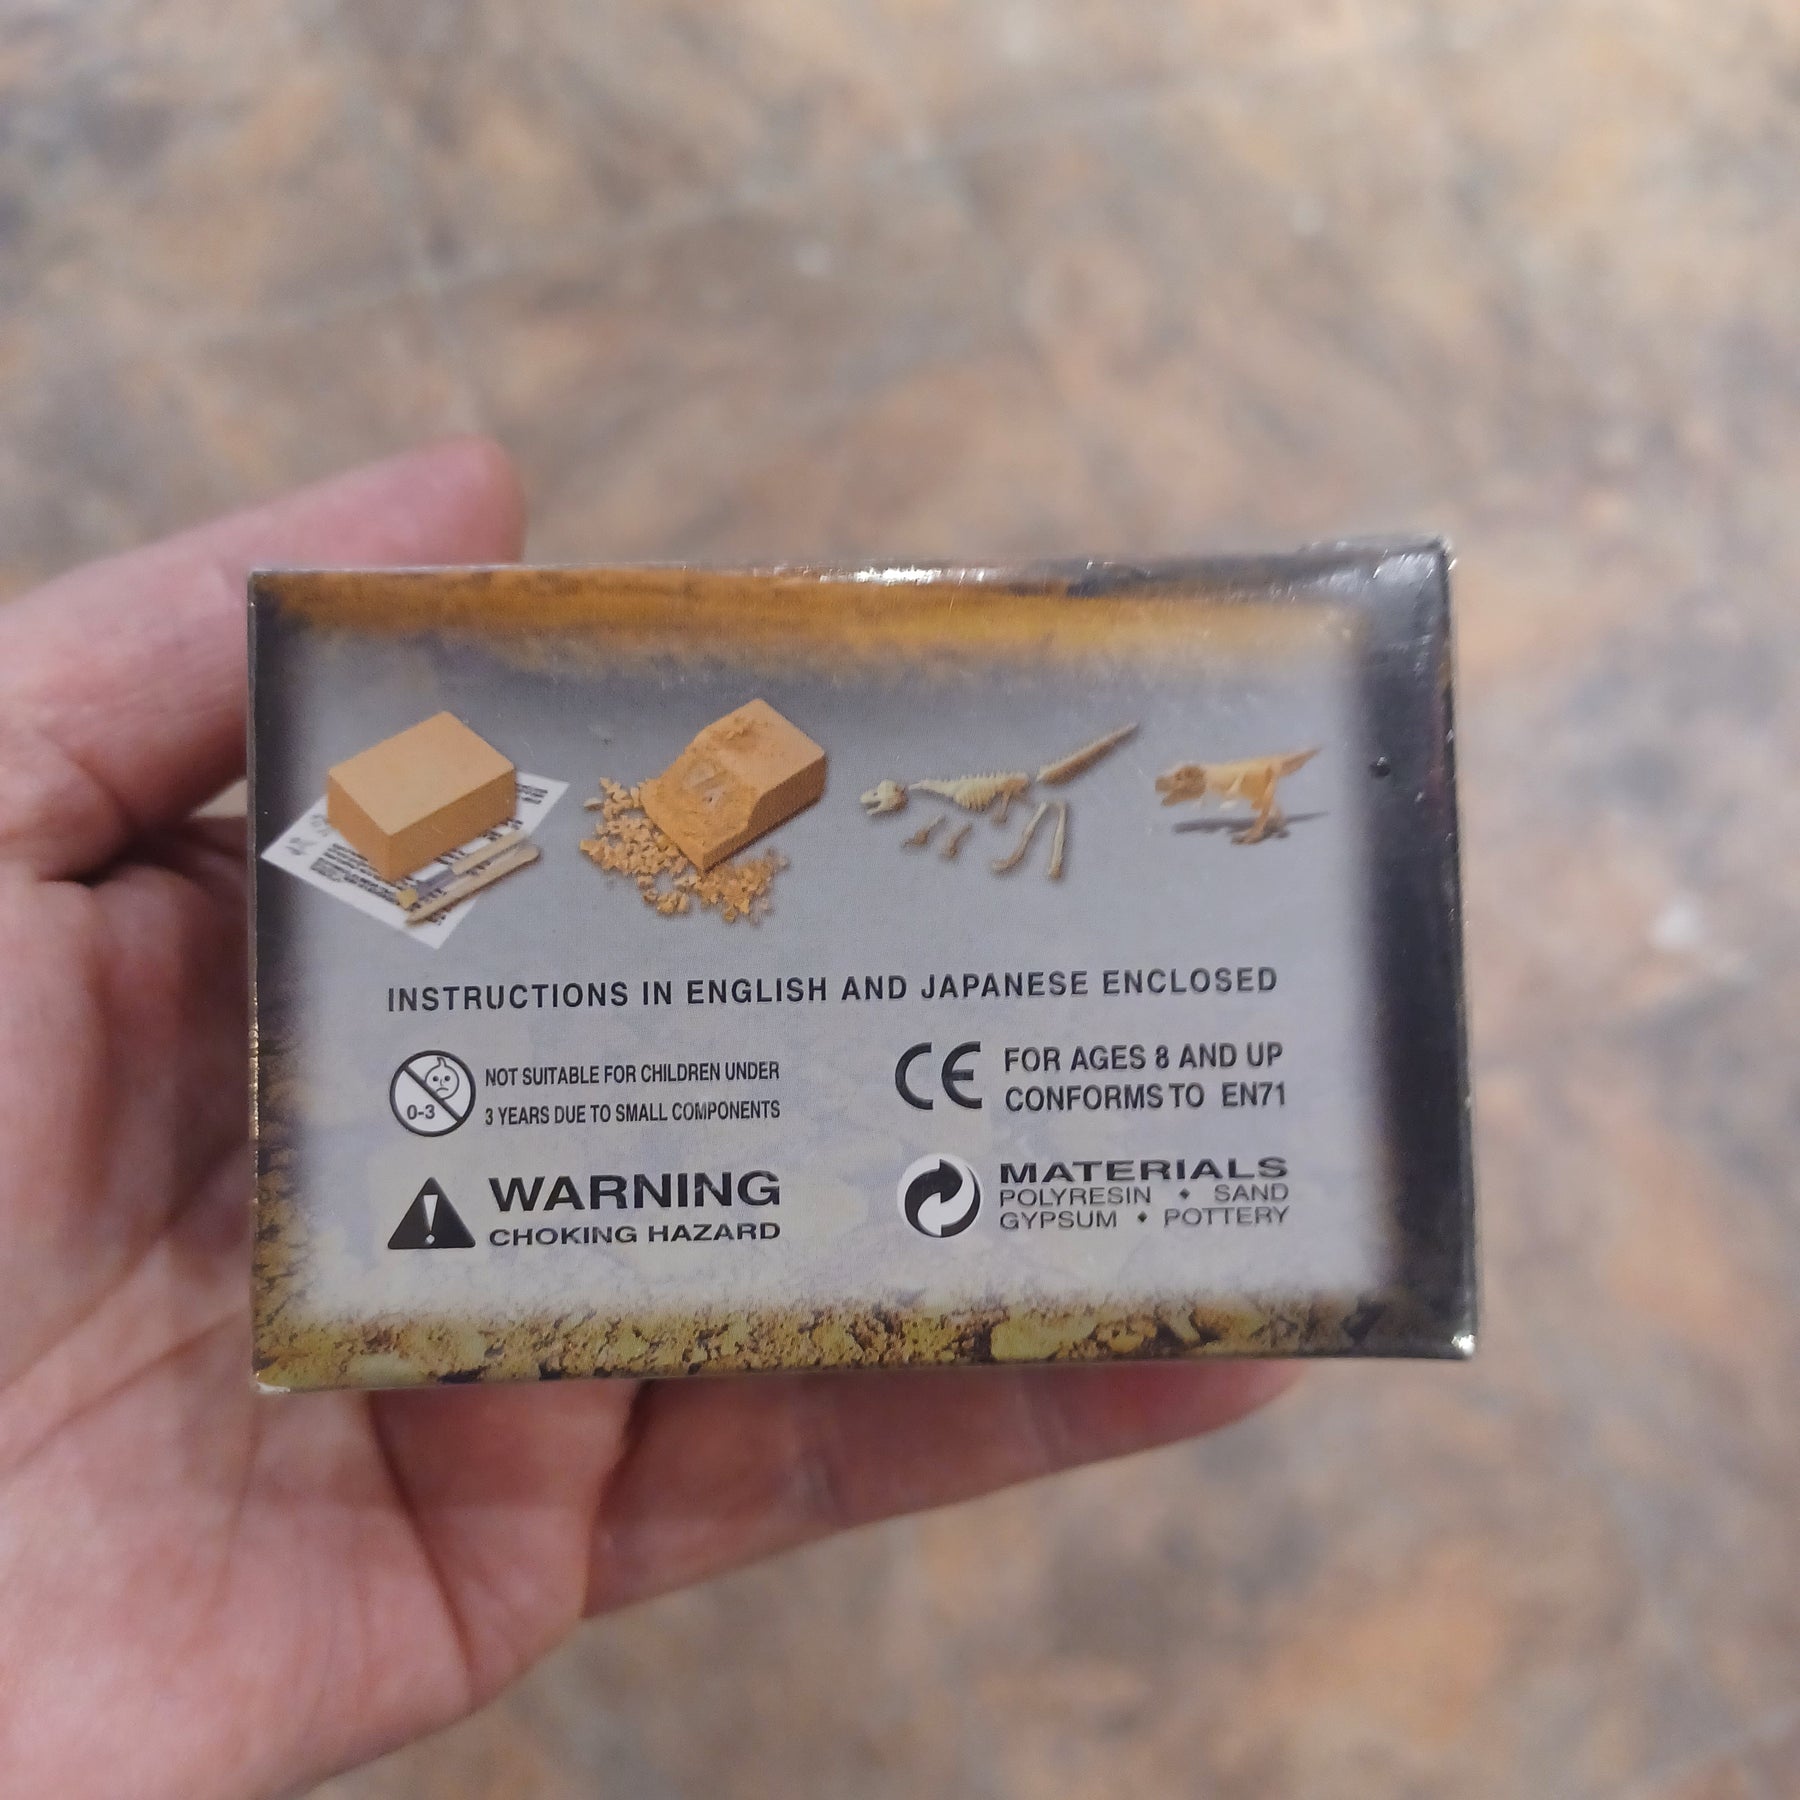 INSTRUCTIONS IN ENGLISH AND JAPANESE ENCLOSED
0-3
NOT SUITABLE FOR CHILDREN UNDER
3 YEARS DUE TO SMALL COMPONENTS
CE FOR AGES 8 AND UP
CONFORMS TO EN71
! WARNING
CHOKING HAZARD
MATERIALS
POLYRESIN • SAND
GYPSUM • POTTERY